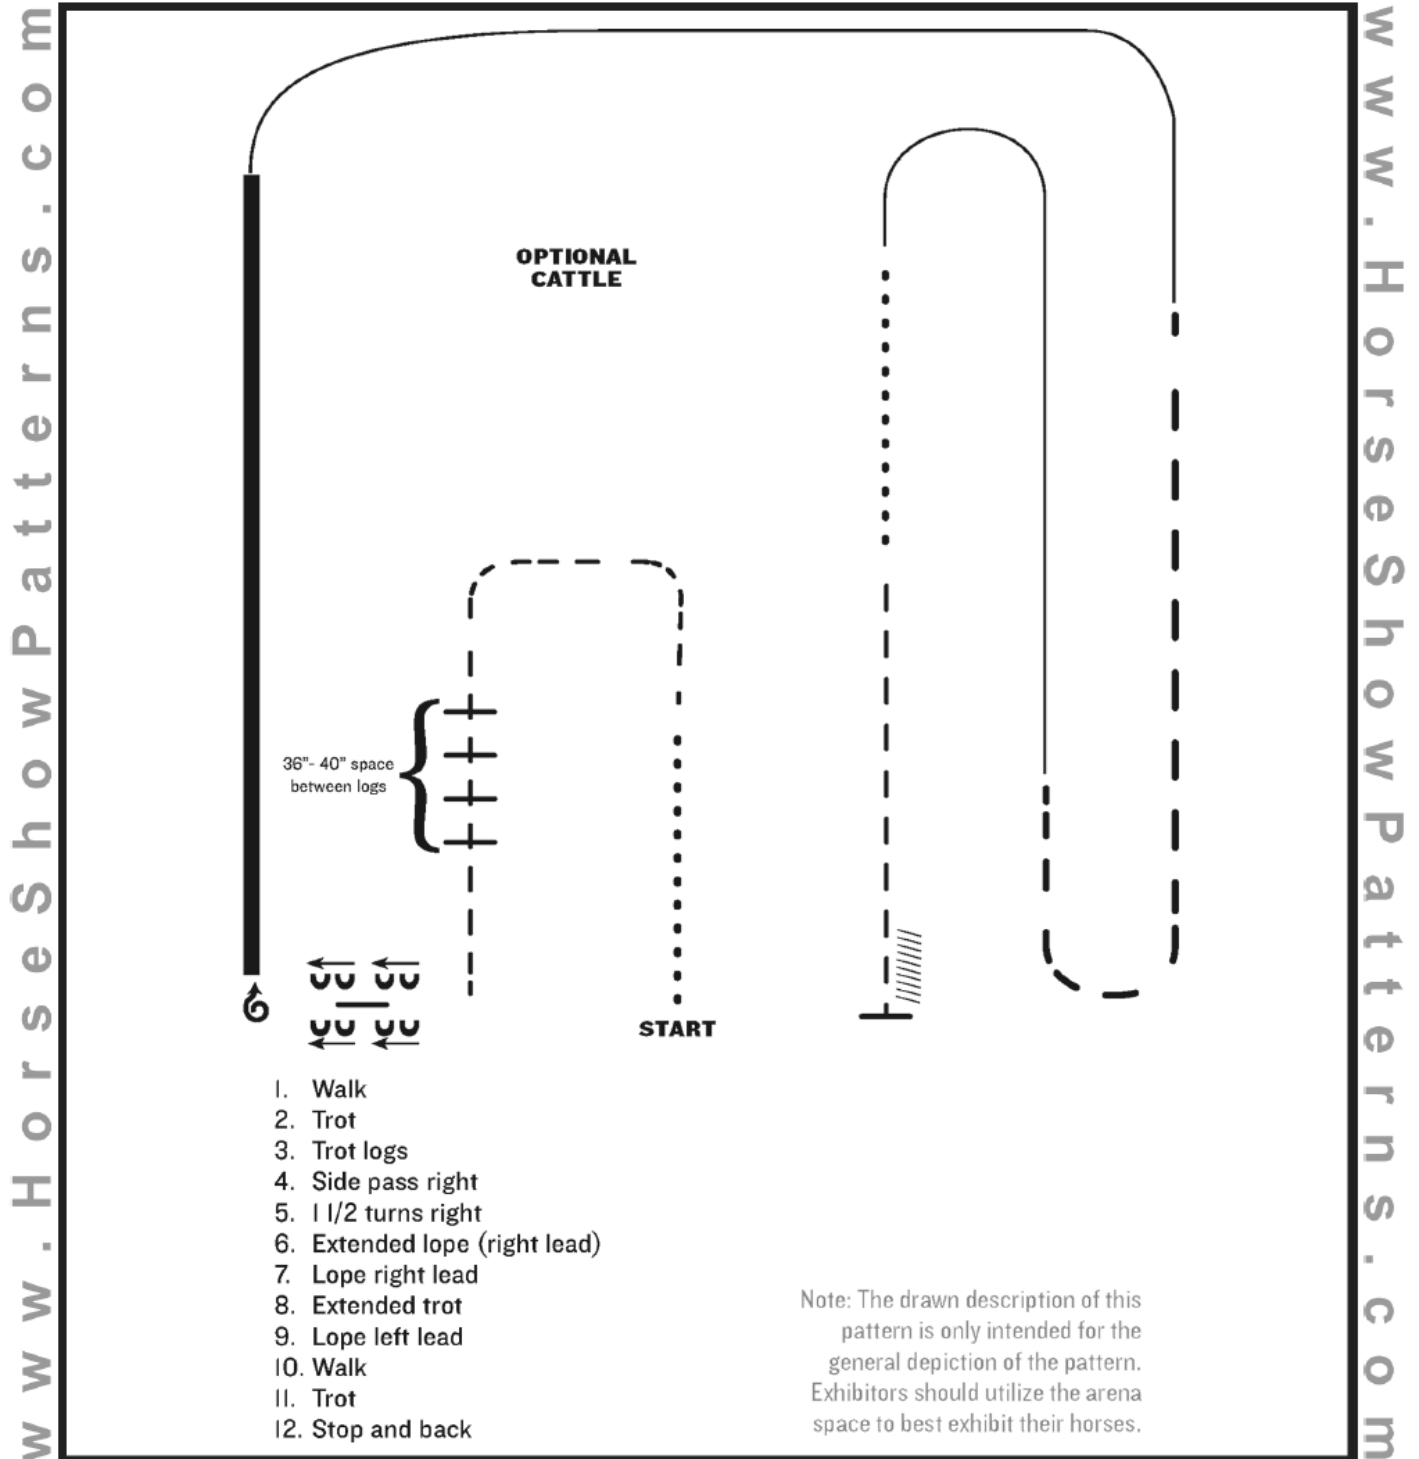 www.HorseShowPatterns.com
www.HorseShowPatterns.com
OPTIONAL
CATTLE
36"- 40" space
between logs
START
1. Walk
2. Trot
3. Trot logs
4. Side pass right
5. 1 1/2 turns right
6. Extended lope (right lead)
7. Lope right lead
8. Extended trot
9. Lope left lead
10. Walk
11. Trot
12. Stop and back
Note: The drawn description of this
pattern is only intended for the
general depiction of the pattern.
Exhibitors should utilize the arena
space to best exhibit their horses.